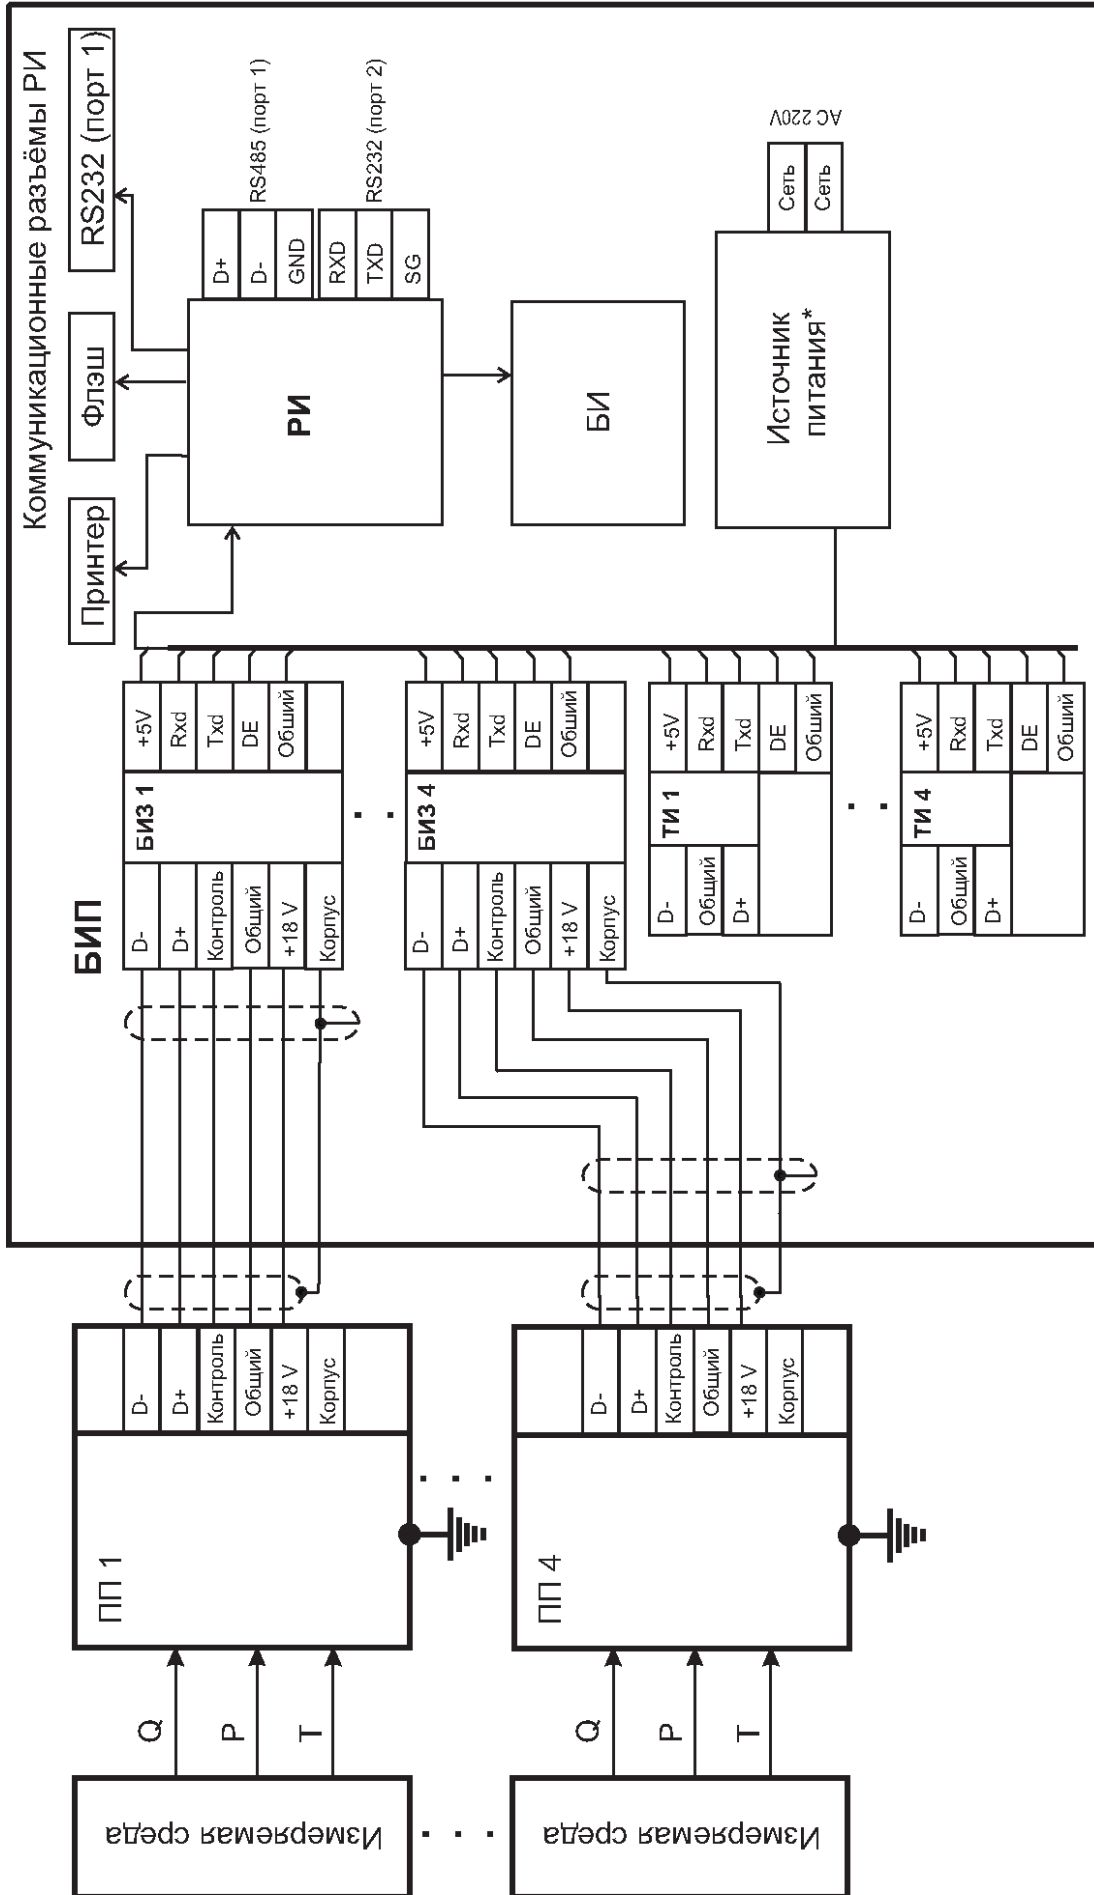 Коммуникационные разъёмы РИ
Принтер
Флэш
RS232 (порт 1)
РИ
D+
D-
GND
RS485 (порт 1)
RXD
TXD
SG
RS232 (порт 2)
БИ
Источник
питания*
Сеть
Сеть
AC 220V
БИП
БИЗ 1
D-
D+
Контроль
Общий
+18 V
Корпус
+5V
Rxd
Txd
DE
Обший
БИЗ 4
D-
D+
Контроль
Общий
+18 V
Корпус
+5V
Rxd
Txd
DE
Обший
ТИ 1
D-
Общий
D+
+5V
Rxd
Txd
DE
Обший
ТИ 4
D-
Общий
D+
+5V
Rxd
Txd
DE
Обший
ПП 1
D-
D+
Контроль
Общий
+18 V
Корпус
ПП 4
D-
D+
Контроль
Общий
+18 V
Корпус
Q
P
T
Q
P
T
Измеряемая среда
Измеряемая среда